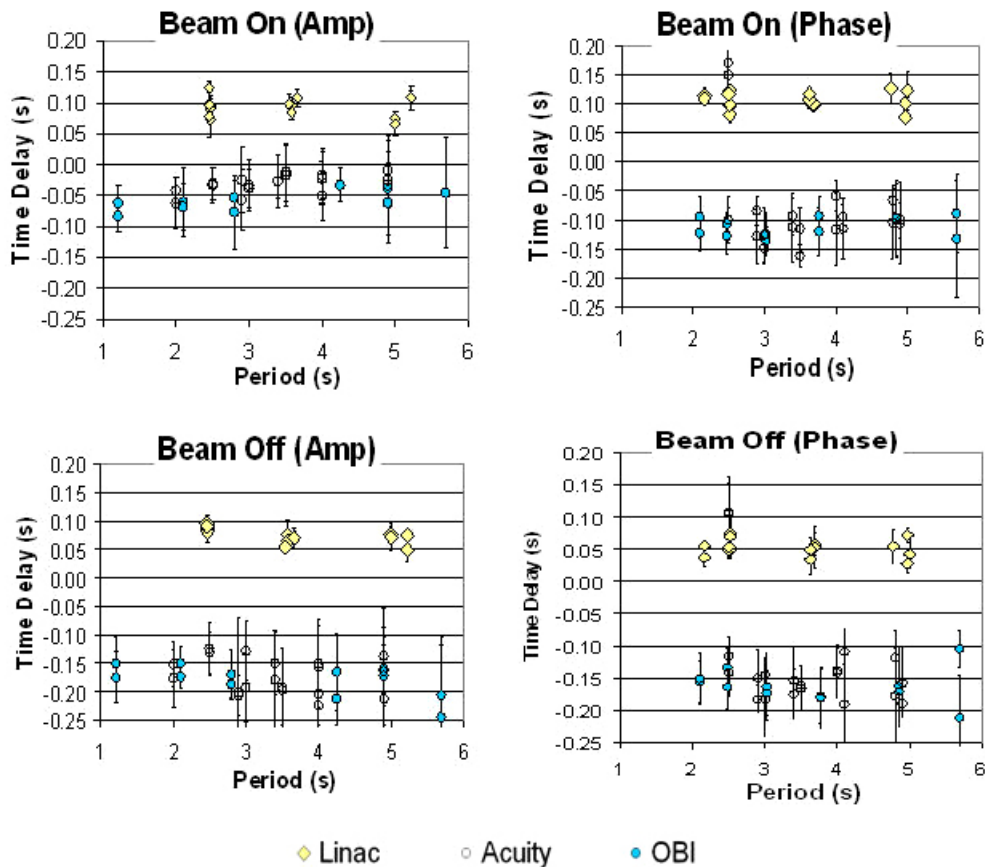 Beam On (Amp)
0.20
0.15
0.10
0.05
0.00
-0.05
-0.10
-0.15
-0.20
-0.25
Time Delay (s)
1 2 3 4 5 6
Period (s)
Beam On (Phase)
0.20
0.15
0.10
0.05
0.00
-0.05
-0.10
-0.15
-0.20
-0.25
Time Delay (s)
1 2 3 4 5 6
Period (s)
Beam Off (Amp)
0.20
0.15
0.10
0.05
0.00
-0.05
-0.10
-0.15
-0.20
-0.25
Time Delay (s)
1 2 3 4 5 6
Period (s)
Beam Off (Phase)
0.20
0.15
0.10
0.05
0.00
-0.05
-0.10
-0.15
-0.20
-0.25
Time Delay (s)
1 2 3 4 5 6
Period (s)
Linac Acuity OBI